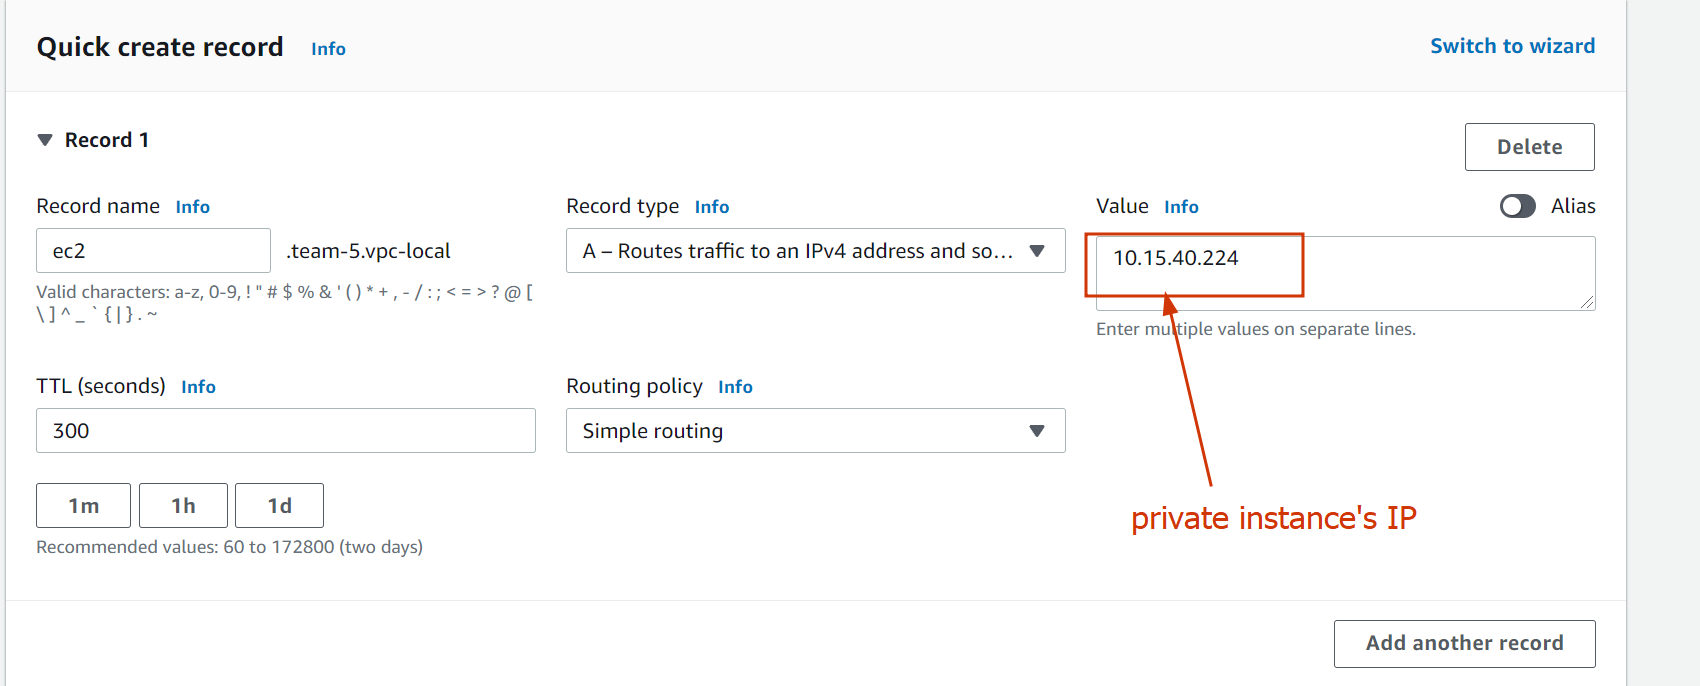 Quick create record Info
Switch to wizard
Record 1
Delete
Record name Info
ec2
.team-5.vpc-local
Valid characters: a-z, 0-9, ! " # $ % & ' ( ) * + , - / : ; < = > ? @ [
\ ] ^ _ ` { | } . ~
Record type Info
A – Routes traffic to an IPv4 address and so...
Value Info
Alias
10.15.40.224
Enter multiple values on separate lines.
TTL (seconds) Info
300
1m
1h
1d
Recommended values: 60 to 172800 (two days)
Routing policy Info
Simple routing
private instance's IP
Add another record